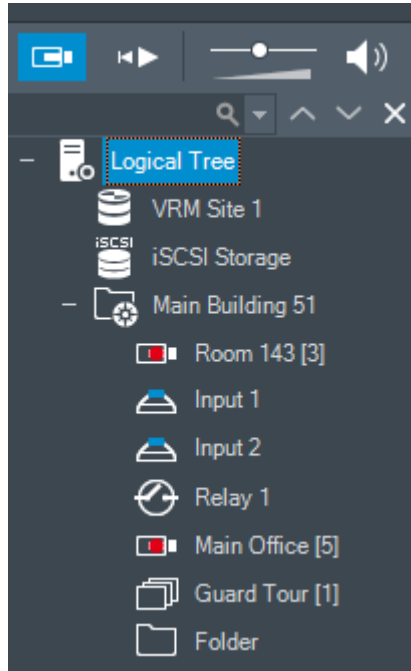 Logical Tree
VRM Site 1
iSCSI
iSCSI Storage
Main Building 51
Room 143 [3]
Input 1
Input 2
Relay 1
Main Office [5]
Guard Tour [1]
Folder